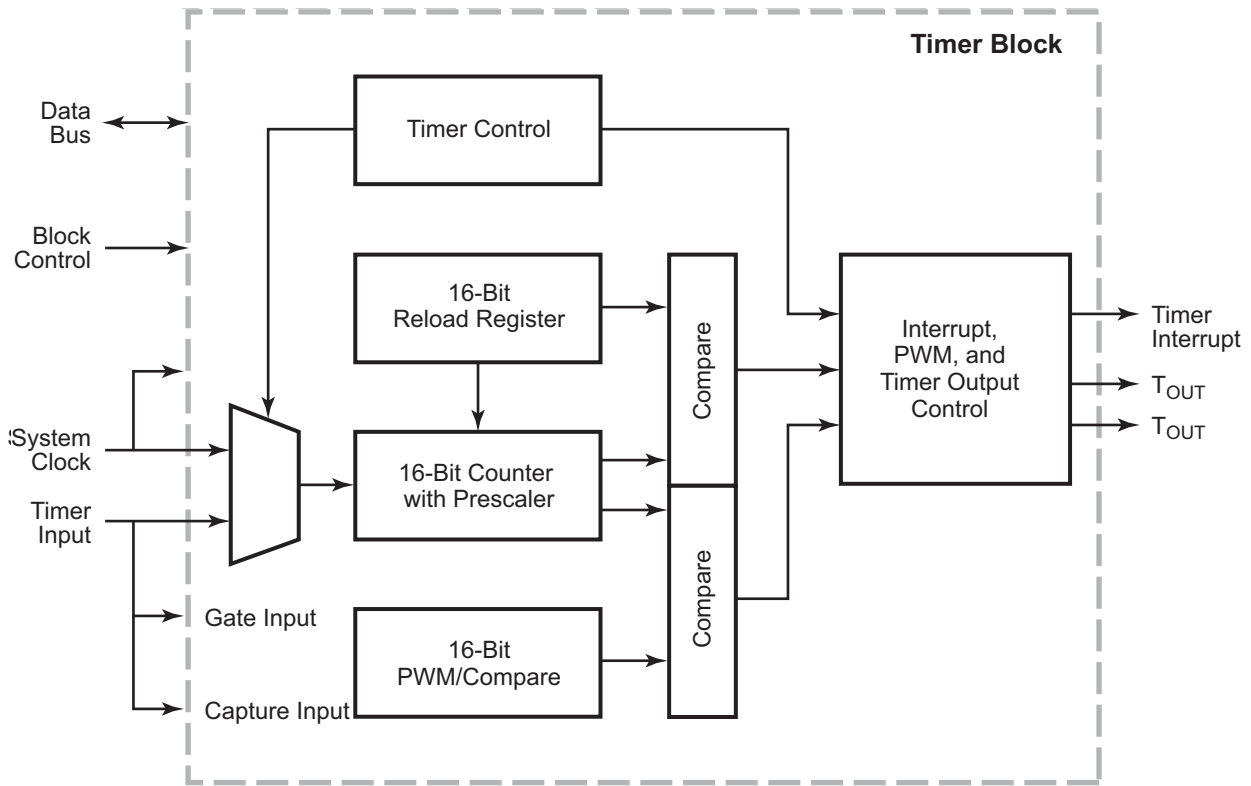 Timer Block
Data
Bus
Timer Control
Block
Control
16-Bit
Reload Register
Compare
Interrupt,
PWM, and
Timer Output
Control
Timer
Interrupt
TOUT
TOUT
System
Clock
16-Bit Counter
with Prescaler
Timer
Input
Compare
Gate Input
16-Bit
PWM/Compare
Capture Input